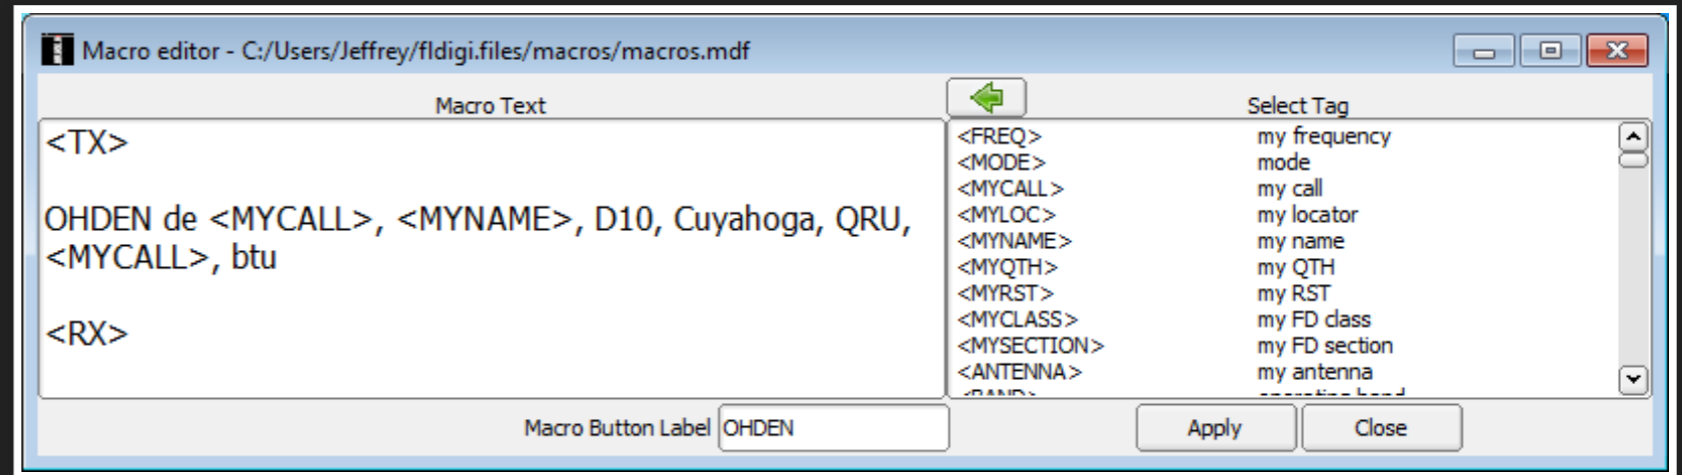 Macro editor - C:/Users/Jeffrey/fldigi.files/macros/macros.mdf
Macro Text
<TX>
OHDEN de <MYCALL>, <MYNAME>, D10, Cuyahoga, QRU,
<MYCALL>, btu
<RX>
Select Tag
<FREQ> my frequency
<MODE> mode
<MYCALL> my call
<MYLOC> my locator
<MYNAME> my name
<MYQTH> my QTH
<MYRST> my RST
<MYCLASS> my FD class
<MYSECTION> my FD section
<ANTENNA> my antenna
<BAND> operating band
Macro Button Label OHDEN
Apply Close